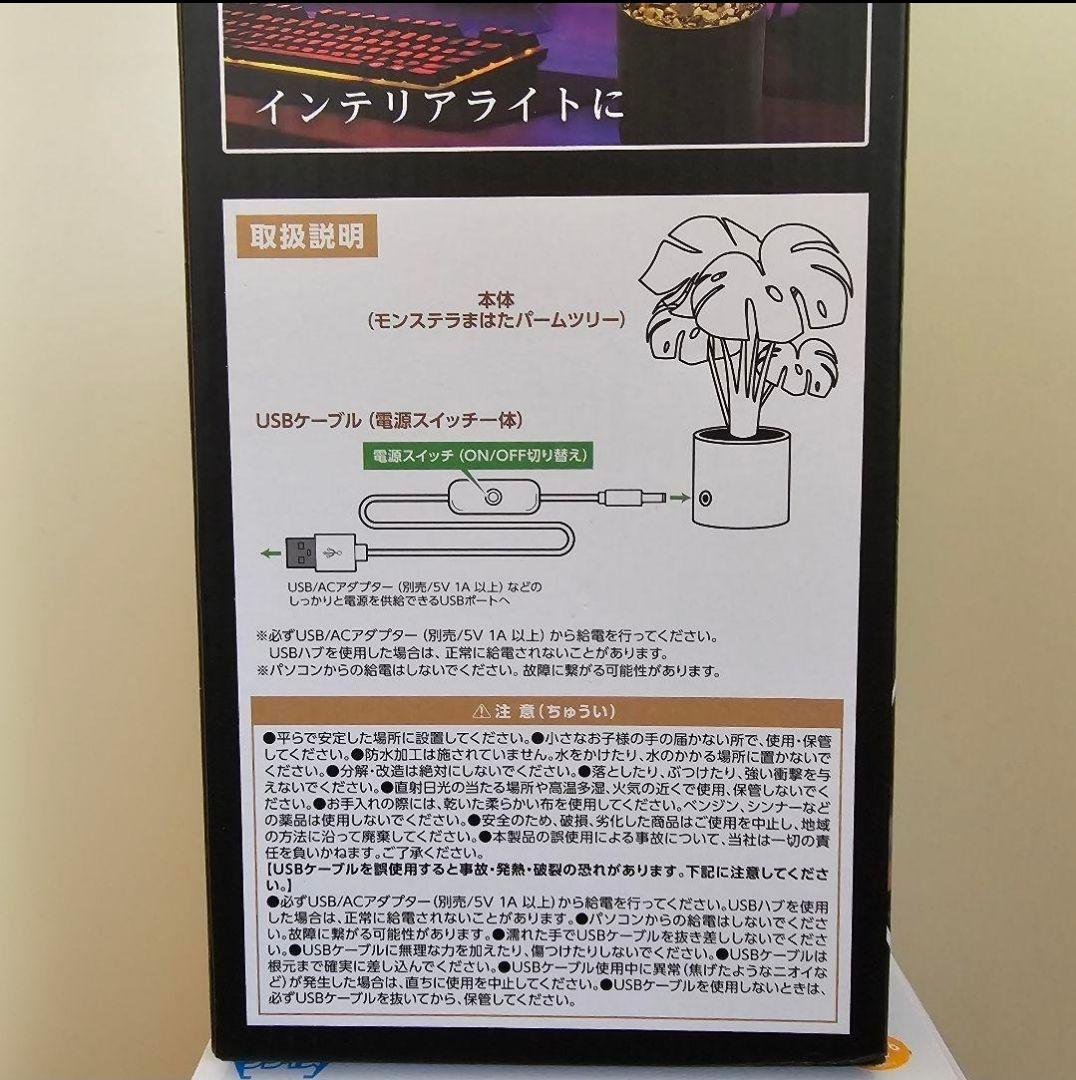 インテリアライトに
取扱説明
本体
(モンステラまはたパームツリー)
USBケーブル (電源スイッチ一体)
電源スイッチ (ON/OFF切り替え)
USB/ACアダプター (別売/5V 1A 以上) などの
しっかりと電源を供給できるUSBポートへ
※必ずUSB/ACアダプター (別売/5V 1A 以上) から給電を行ってください。
USBハブを使用した場合は、正常に給電されないことがあります。
※パソコンからの給電はしないでください。故障に繋がる可能性があります。
⚠注 意(ちゅうい)
●平らで安定した場所に設置してください。●小さなお子様の手の届かない所で、使用・保管
してください。●防水加工は施されていません。水をかけたり、水のかかる場所に置かないで
ください。●分解・改造は絶対にしないでください。●落としたり、ぶつけたり、強い衝撃を与
えないでください。●直射日光の当たる場所や高温多湿、火気の近くで使用、保管しないでく
ださい。●お手入れの際には、乾いた柔らかい布を使用してください。ベンジン、シンナーなど
の薬品は使用しないでください。●安全のため、破損、劣化した商品はご使用を中止し、地域
の方法に沿って廃棄してください。●本製品の誤使用による事故について、当社は一切の責
任を負いかねます。ご了承ください。
【USBケーブルを誤使用すると事故・発熱・破裂の恐れがあります。下記に注意してくださ
い。】
●必ずUSB/ACアダプター(別売/5V 1A 以上)から給電を行ってください。USBハブを使用
した場合は、正常に給電されないことがあります。●パソコンからの給電はしないでくださ
い。故障に繋がる可能性があります。●濡れた手でUSBケーブルを抜き差ししないでくださ
い。●USBケーブルに無理な力を加えたり、傷つけたりしないでください。●USBケーブルは
根元まで確実に差し込んでください。●USBケーブル使用中に異常(焦げたようなニオイな
ど)が発生した場合は、直ちに使用を中止してください。●USBケーブルを使用しないときは、
必ずUSBケーブルを抜いてから、保管してください。